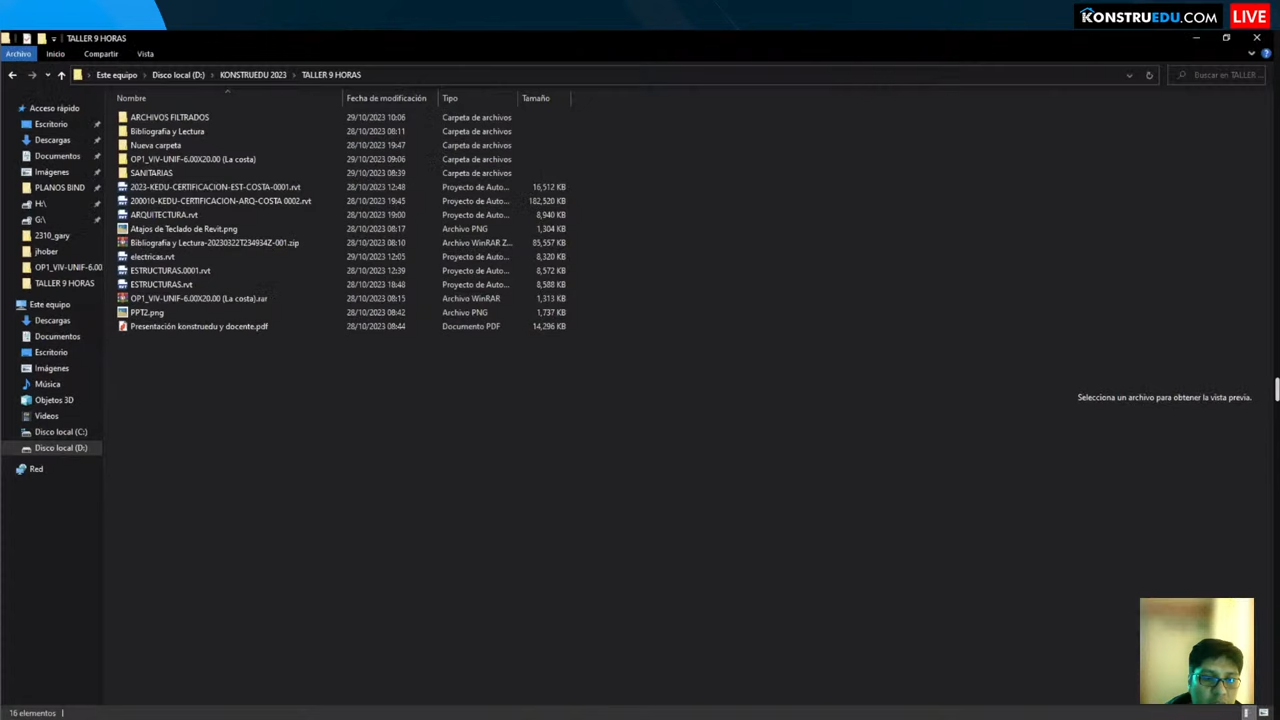 KONSTRUEDU.COM LIVE
TALLER 9 HORAS
Archivo Inicio Compartir Vista
Este equipo > Disco local (D:) > KONSTRUEDU 2023 > TALLER 9 HORAS
Buscar en TALLER ...
Nombre Fecha de modificación Tipo Tamaño
Acceso rápido
Escritorio
Descargas
Documentos
Imágenes
PLANOS BIND
H:\
G:\
2310_gary
jhober
OP1_VIV-UNIF-6.00
TALLER 9 HORAS
Este equipo
Descargas
Documentos
Escritorio
Imágenes
Música
Objetos 3D
Videos
Disco local (C:)
Disco local (D:)
Red
ARCHIVOS FILTRADOS 29/10/2023 10:06 Carpeta de archivos
Bibliografia y Lectura 28/10/2023 08:11 Carpeta de archivos
Nueva carpeta 28/10/2023 19:47 Carpeta de archivos
OP1_VIV-UNIF-6.00X20.00 (La costa) 29/10/2023 09:06 Carpeta de archivos
SANITARIAS 29/10/2023 08:39 Carpeta de archivos
2023-KEDU-CERTIFICACION-EST-COSTA-0001.rvt 28/10/2023 12:48 Proyecto de Auto... 16,512 KB
200010-KEDU-CERTIFICACION-ARQ-COSTA 0002.rvt 28/10/2023 19:45 Proyecto de Auto... 182,520 KB
ARQUITECTURA.rvt 28/10/2023 19:00 Proyecto de Auto... 8,940 KB
Atajos de Teclado de Revit.png 28/10/2023 08:17 Archivo PNG 1,304 KB
Bibliografia y Lectura-20230322T234934Z-001.zip 28/10/2023 08:10 Archivo WinRAR Z... 85,557 KB
electricas.rvt 29/10/2023 12:05 Proyecto de Auto... 8,320 KB
ESTRUCTURAS.0001.rvt 28/10/2023 12:39 Proyecto de Auto... 8,572 KB
ESTRUCTURAS.rvt 28/10/2023 18:48 Proyecto de Auto... 8,588 KB
OP1_VIV-UNIF-6.00X20.00 (La costa).rar 28/10/2023 08:15 Archivo WinRAR 1,313 KB
PPT2.png 28/10/2023 08:42 Archivo PNG 1,737 KB
Presentación konstruedu y docente.pdf 28/10/2023 08:44 Documento PDF 14,296 KB
Selecciona un archivo para obtener la vista previa.
16 elementos